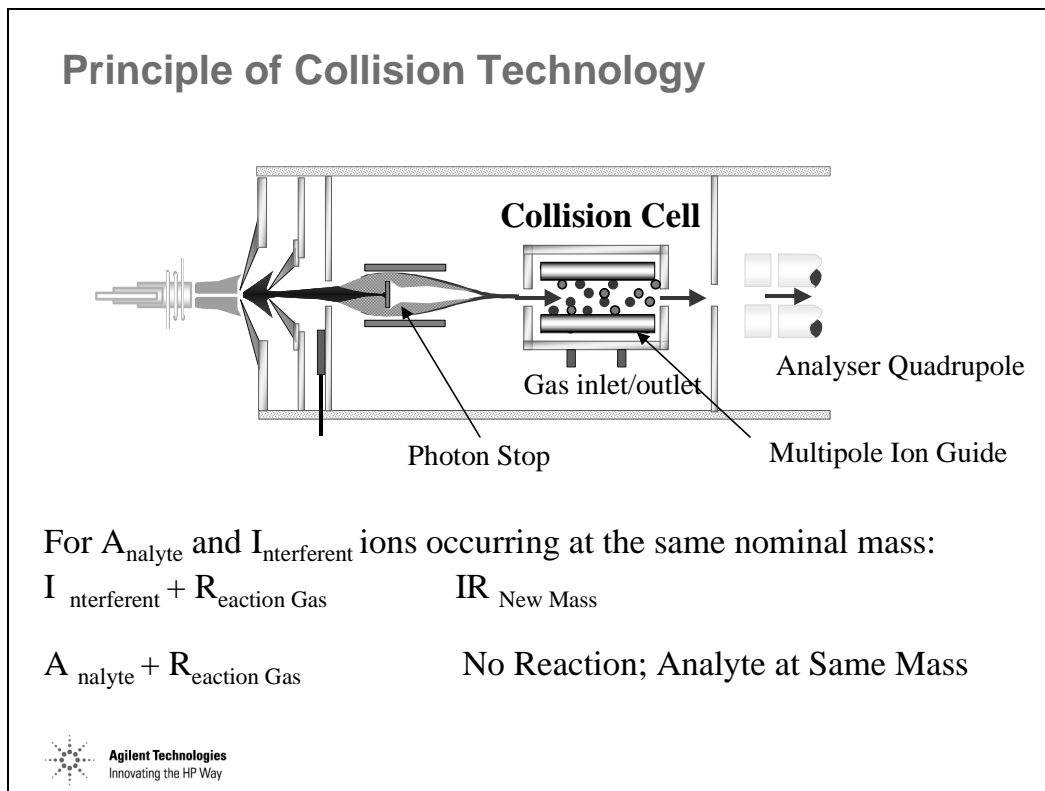 Principle of Collision Technology
Collision Cell
Gas inlet/outlet
Analyser Quadrupole
Photon Stop
Multipole Ion Guide
For Analyte and Interferent ions occurring at the same nominal mass:
I nterferent + Reaction Gas IR New Mass
A nalyte + Reaction Gas No Reaction; Analyte at Same Mass
Agilent Technologies
Innovating the HP Way